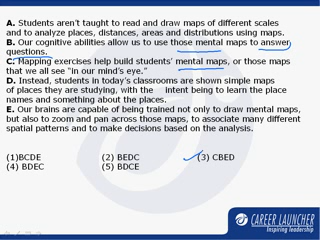 A. Students aren't taught to read and draw maps of different scales
and to analyze places, distances, areas and distributions using maps.
B. Our cognitive abilities allow us to use those mental maps to answer
questions.
C. Mapping exercises help build students' mental maps, or those maps
that we all see "in our mind's eye."
D. Instead, students in today's classrooms are shown simple maps
of places they are studying, with the intent being to learn the place
names and something about the places.
E. Our brains are capable of being trained not only to draw mental maps,
but also to zoom and pan across those maps, to associate many different
spatial patterns and to make decisions based on the analysis.
(1)BCDE (2) BEDC (3) CBED
(4) BDEC (5) BDCE
CAREER LAUNCHER
Inspiring leadership